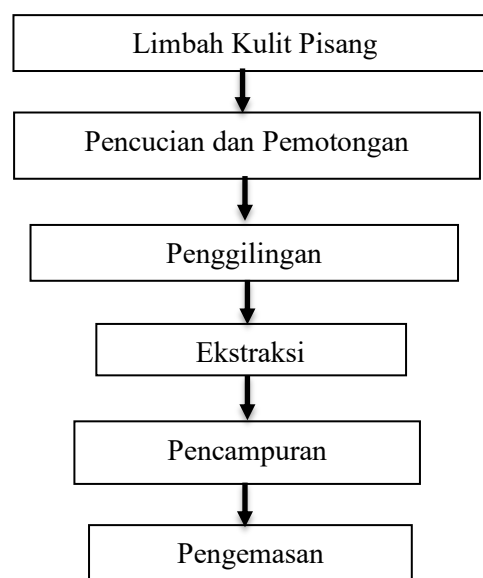 Limbah Kulit Pisang
Pencucian dan Pemotongan
Penggilingan
Ekstraksi
Pencampuran
Pengemasan